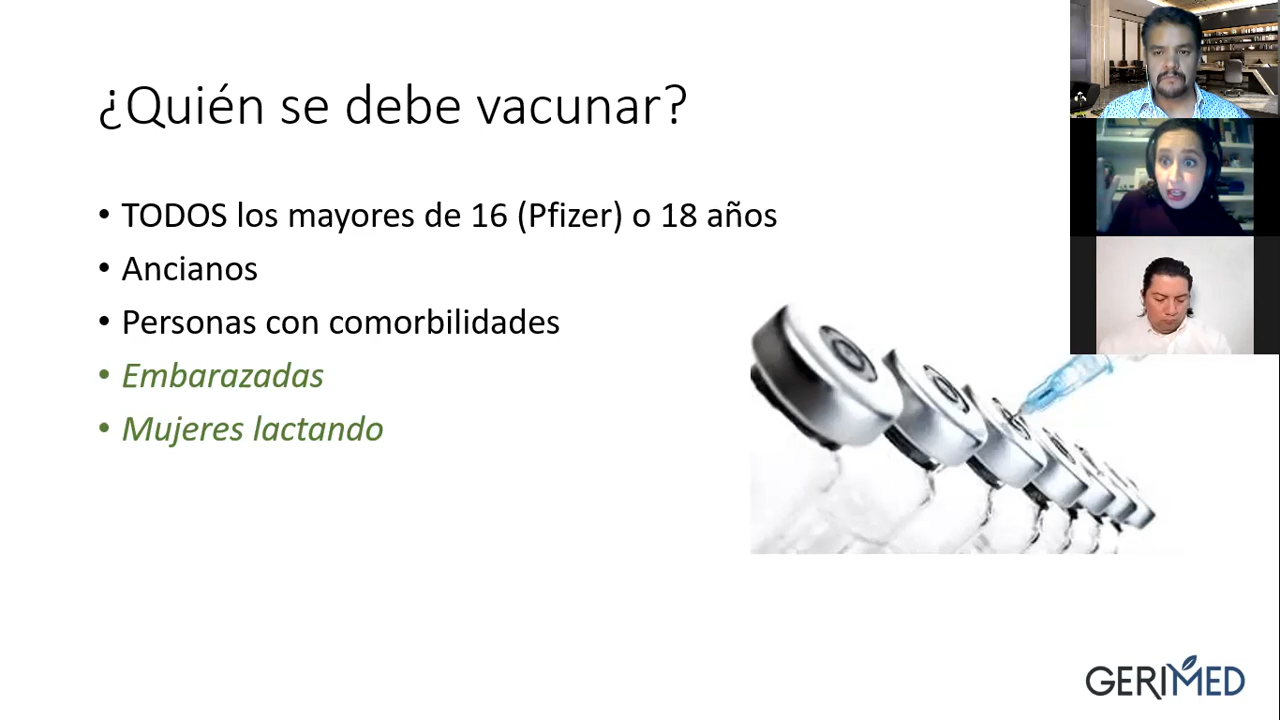 ¿Quién se debe vacunar?
• TODOS los mayores de 16 (Pfizer) o 18 años
• Ancianos
• Personas con comorbilidades
• Embarazadas
• Mujeres lactando
GERIMED